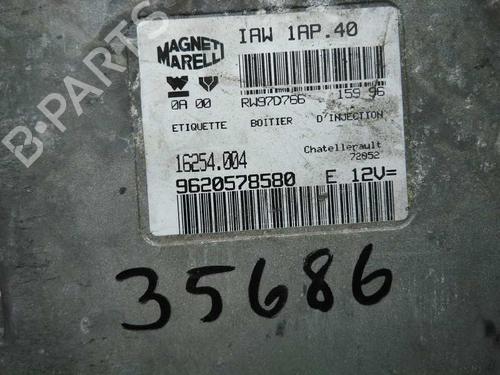 B-PARTS
MAGNETI
MARELLI
IAW 1AP.40
0A 00
RW97D766
159 96
ETIQUETTE BOITIER D'INJECTION
16254.004
Chatellerault
72852
9620578580 E 12V=
35686